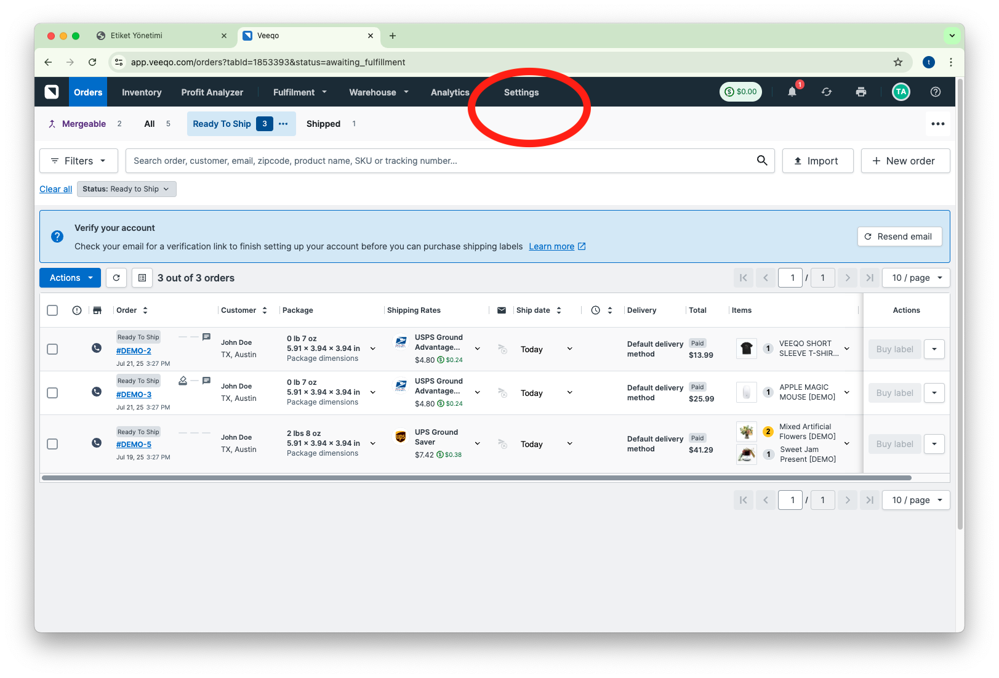 Etiket Yönetimi
Veeqo
app.veeqo.com/orders?tabId=1853393&status=awaiting_fulfillment
t
Orders
Inventory
Profit Analyzer
Fulfilment
Warehouse
Analytics
Settings
$0.00
1
TA
Mergeable 2
All 5
Ready To Ship 3
Shipped 1
Filters
Search order, customer, email, zipcode, product name, SKU or tracking number...
Import
New order
Clear all
Status: Ready to Ship
Verify your account
Check your email for a verification link to finish setting up your account before you can purchase shipping labels Learn more
Resend email
Actions
3 out of 3 orders
1 / 1
10 / page
Order
Customer
Package
Shipping Rates
Ship date
Delivery
Total
Items
Actions
Ready To Ship
#DEMO-2
Jul 21, 25 3:27 PM
John Doe
TX, Austin
0 lb 7 oz
5.91 × 3.94 × 3.94 in
Package dimensions
USPS Ground
Advantage...
$4.80 $0.24
Today
Default delivery
method
Paid
$13.99
1
VEEQO SHORT
SLEEVE T-SHIR...
Buy label
Ready To Ship
#DEMO-3
Jul 21, 25 3:27 PM
John Doe
TX, Austin
0 lb 7 oz
5.91 × 3.94 × 3.94 in
Package dimensions
USPS Ground
Advantage...
$4.80 $0.24
Today
Default delivery
method
Paid
$25.99
1
APPLE MAGIC
MOUSE [DEMO]
Buy label
Ready To Ship
#DEMO-5
Jul 19, 25 3:27 PM
John Doe
TX, Austin
2 lbs 8 oz
5.91 × 3.94 × 3.94 in
Package dimensions
ups
UPS Ground
Saver
$7.42 $0.38
Today
Default delivery
method
Paid
$41.29
2
Mixed Artificial
Flowers [DEMO]
1
Sweet Jam
Present [DEMO]
Buy label
1 / 1
10 / page